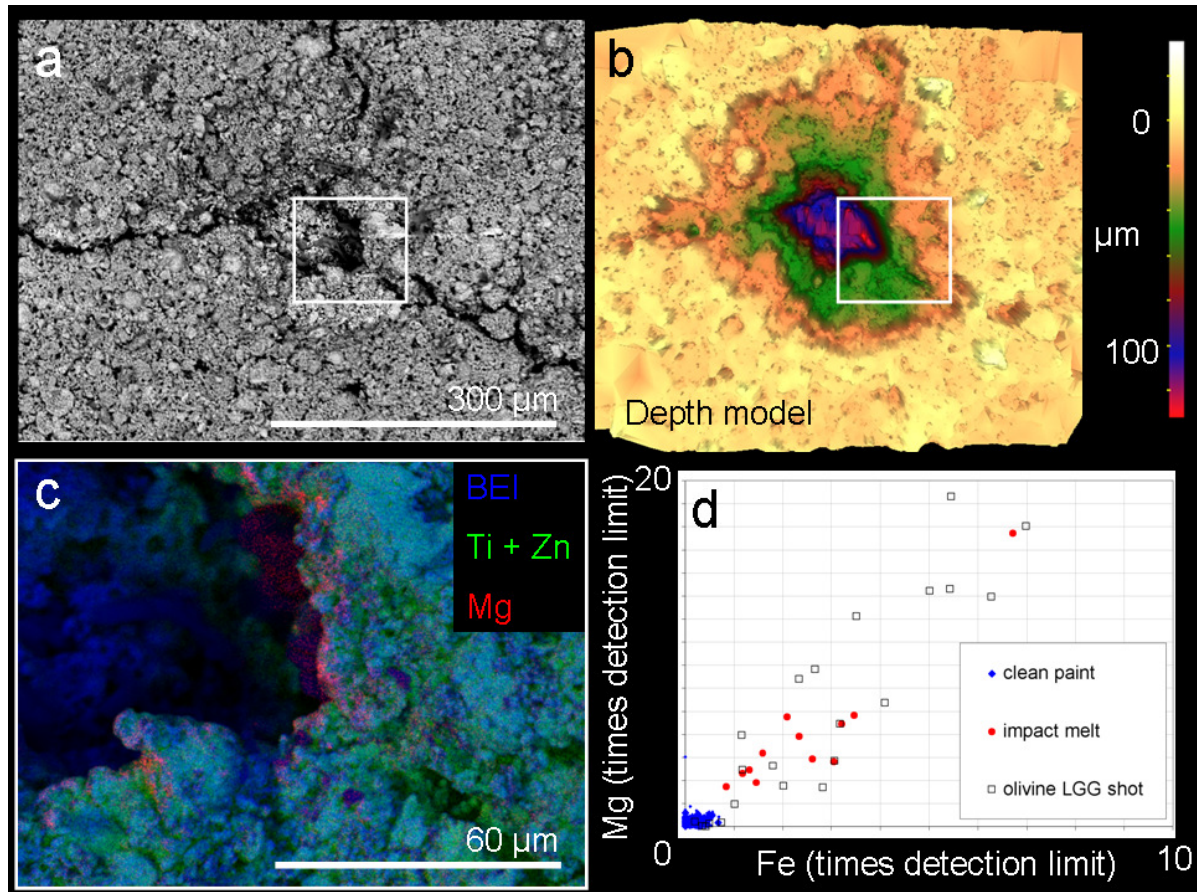 a
300 µm
b
0
µm
100
Depth model
c
BEI
Ti + Zn
Mg
60 µm
d
20
Mg (times detection limit)
clean paint
impact melt
olivine LGG shot
0
Fe (times detection limit)
10